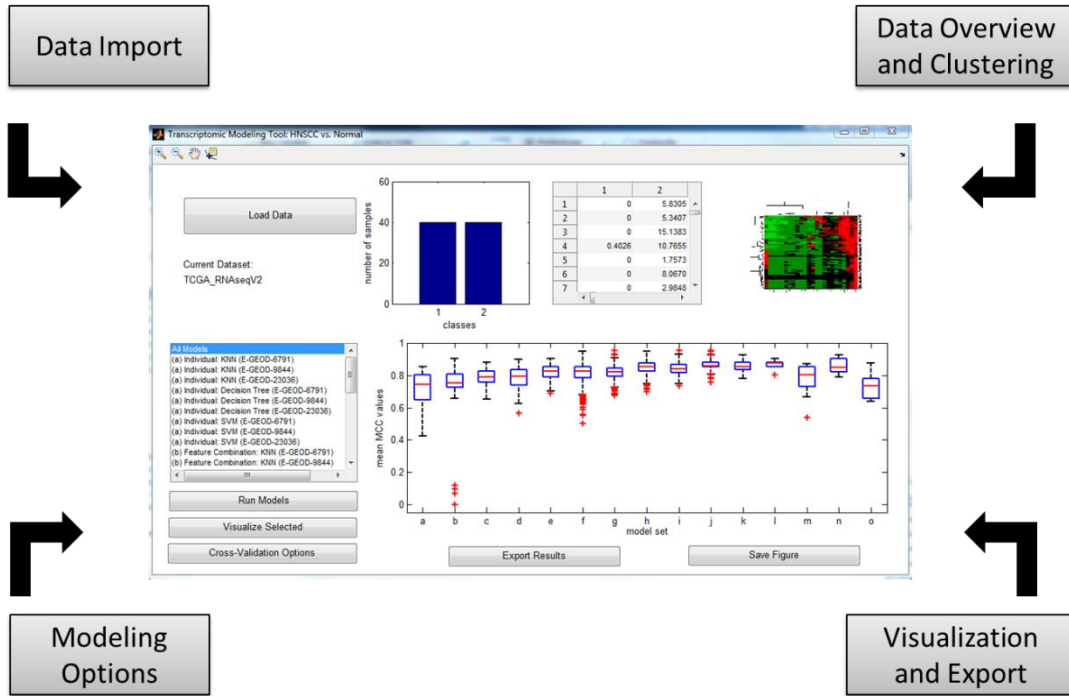 Data Import
Data Overview
and Clustering
Transcriptomic Modeling Tool: HNSCC vs. Normal
Load Data
Current Dataset:
TCGA_RNAseqV2
number of samples
60
40
20
0
1 2
classes
1 2
1 0 5.8305
2 0 5.3407
3 0 15.1383
4 0.4026 10.7655
5 0 1.7573
6 0 8.0670
7 0 2.9848
All Models
(a) Individual: KNN (E-GEOD-6791)
(a) Individual: KNN (E-GEOD-9844)
(a) Individual: KNN (E-GEOD-23036)
(a) Individual: Decision Tree (E-GEOD-6791)
(a) Individual: Decision Tree (E-GEOD-9844)
(a) Individual: Decision Tree (E-GEOD-23036)
(a) Individual: SVM (E-GEOD-6791)
(a) Individual: SVM (E-GEOD-9844)
(a) Individual: SVM (E-GEOD-23036)
(b) Feature Combination: KNN (E-GEOD-6791)
(b) Feature Combination: KNN (E-GEOD-9844)
Run Models
Visualize Selected
Cross-Validation Options
mean MCC values
1
0.8
0.6
0.4
0.2
0
a b c d e f g h i j k l m n o
model set
Export Results
Save Figure
Modeling
Options
Visualization
and Export